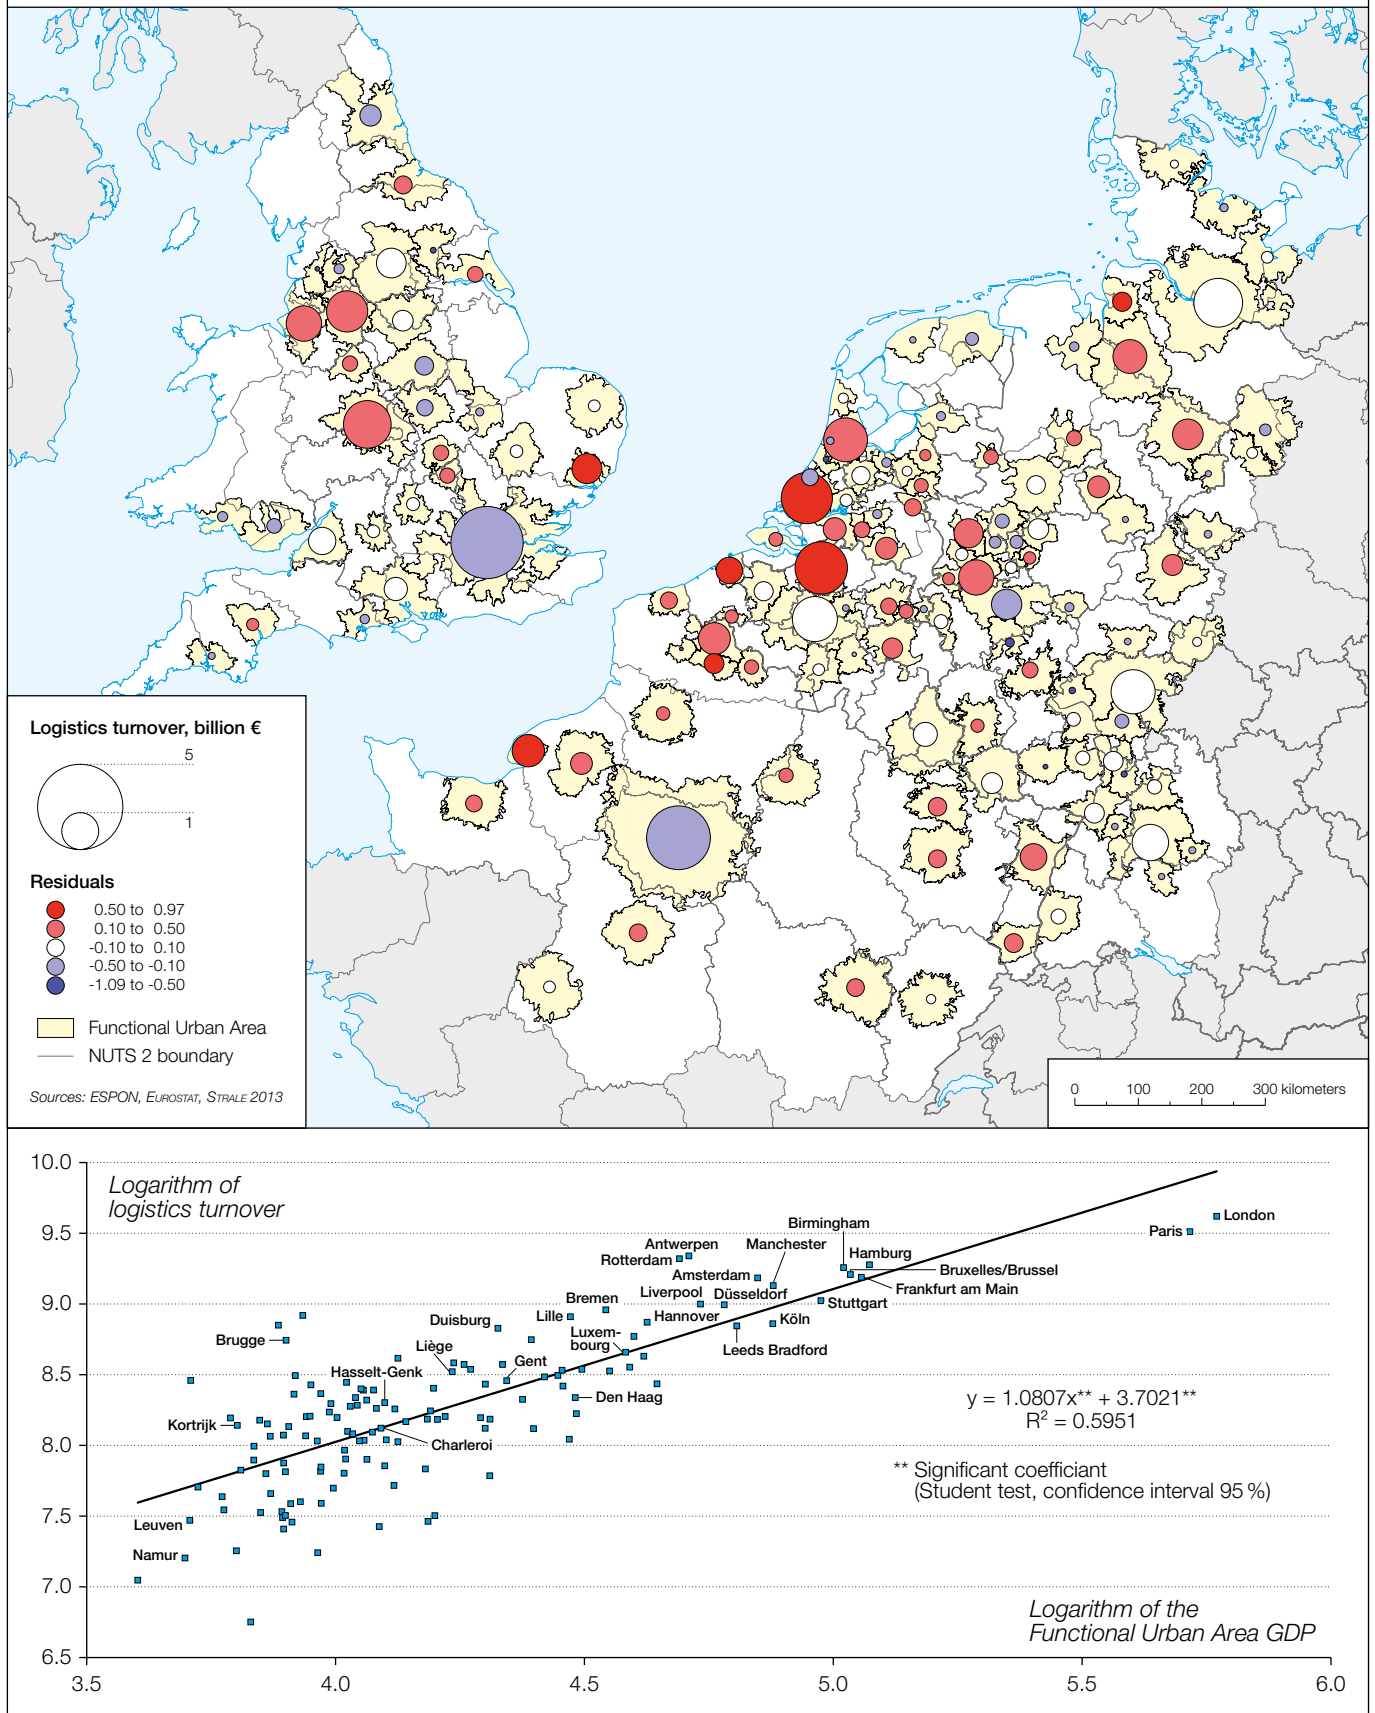 Logistics turnover, billion €
5
1
Residuals
0.50 to 0.97
0.10 to 0.50
-0.10 to 0.10
-0.50 to -0.10
-1.09 to -0.50
Functional Urban Area
NUTS 2 boundary
Sources: ESPON, EUROSTAT, STRALE 2013
0 100 200 300 kilometers
10.0
9.5
9.0
8.5
8.0
7.5
7.0
6.5
3.5 4.0 4.5 5.0 5.5 6.0
Logarithm of
logistics turnover
London
Paris
Birmingham
Antwerpen
Manchester
Hamburg
Rotterdam
Bruxelles/Brussel
Amsterdam
Frankfurt am Main
Liverpool
Düsseldorf
Bremen
Stuttgart
Lille
Hannover
Köln
Duisburg
Luxem-
bourg
Brugge
Leeds Bradford
Liège
Gent
Hasselt-Genk
Den Haag
Kortrijk
Charleroi
Leuven
Namur
y = 1.0807x** + 3.7021**
R² = 0.5951
** Significant coefficiant
(Student test, confidence interval 95 %)
Logarithm of the
Functional Urban Area GDP